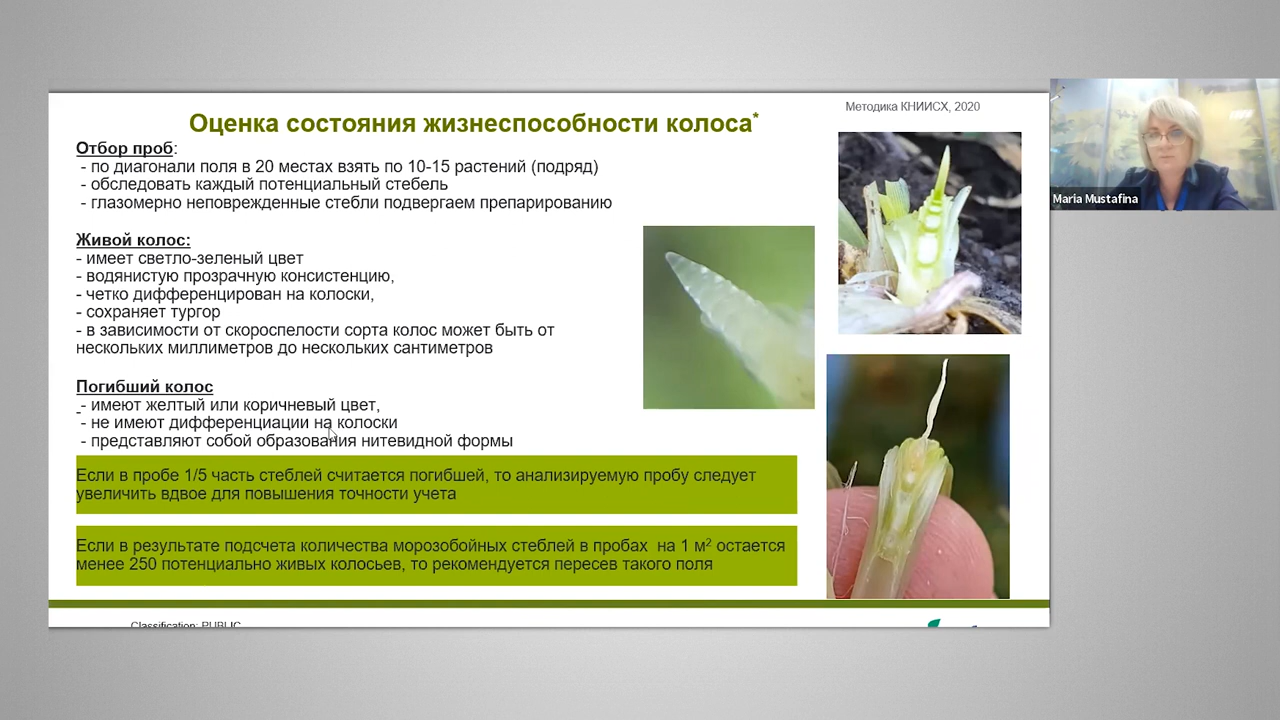 Методика КНИИСХ, 2020
Оценка состояния жизнеспособности колоса*
Отбор проб:
- по диагонали поля в 20 местах взять по 10-15 растений (подряд)
- обследовать каждый потенциальный стебель
- глазомерно неповрежденные стебли подвергаем препарированию
Живой колос:
- имеет светло-зеленый цвет
- водянистую прозрачную консистенцию,
- четко дифференцирован на колоски,
- сохраняет тургор
- в зависимости от скороспелости сорта колос может быть от
нескольких миллиметров до нескольких сантиметров
Погибший колос
- имеют желтый или коричневый цвет,
- не имеют дифференциации на колоски
- представляют собой образования нитевидной формы
Если в пробе 1/5 часть стеблей считается погибшей, то анализируемую пробу следует
увеличить вдвое для повышения точности учета
Если в результате подсчета количества морозобойных стеблей в пробах на 1 м² остается
менее 250 потенциально живых колосьев, то рекомендуется пересев такого поля
Classification: PUBLIC
Maria Mustafina